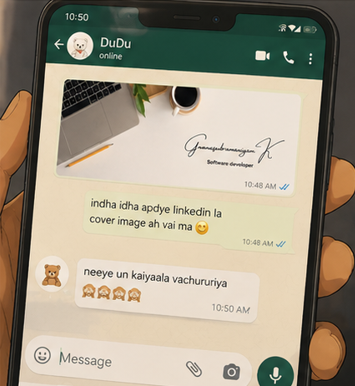 10:50
DuDu
online
Gnanasubramaniyam K
Software developer
10:48 AM
indha idha apdye linkedin la
cover image ah vai ma 😊
10:48 AM
neeye un kaiyaala vachururiya
🙈🙈🙈🙈
10:50 AM
Message